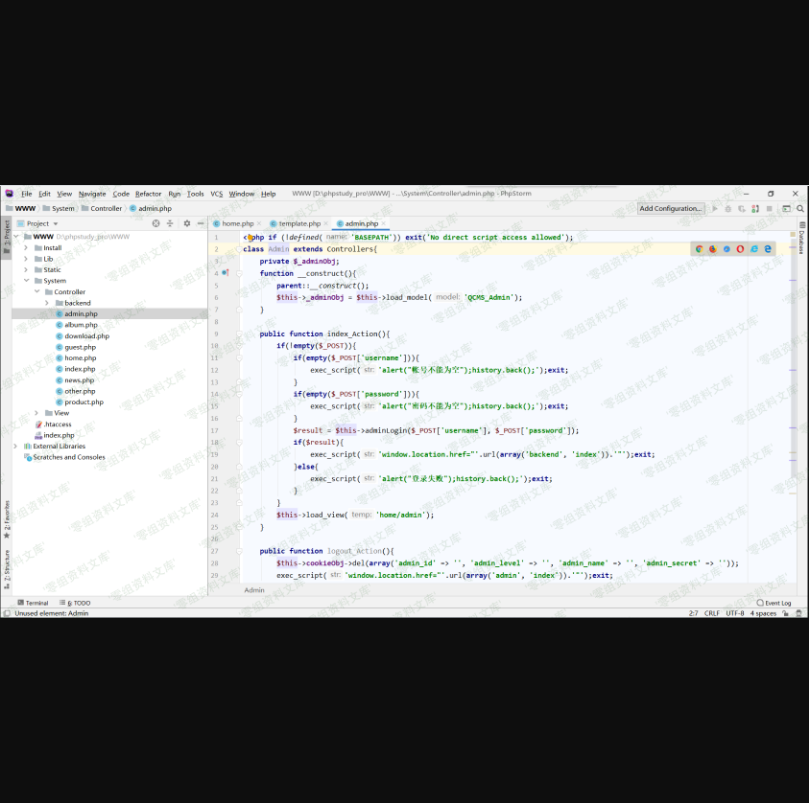 File Edit View Navigate Code Refactor Run Tools VCS Window Help WWW [D:\phpstudy_pro\WWW] - ...\System\Controller\admin.php - PhpStorm
WWW System Controller admin.php Add Configuration...
Project
home.php template.php admin.php
WWW D:\phpstudy_pro\WWW
Install
Lib
Static
System
Controller
backend
admin.php
album.php
download.php
guest.php
home.php
index.php
news.php
other.php
product.php
View
.htaccess
index.php
External Libraries
Scratches and Consoles
1 <?php if (!defined( name: 'BASEPATH')) exit('No direct script access allowed');
2 class Admin extends Controllers{
3 private $_adminObj;
4 function __construct(){
5 parent::__construct();
6 $this->_adminObj = $this->load_model( model: 'QCMS_Admin');
7 }
8
9 public function index_Action(){
10 if(!empty($_POST)){
11 if(empty($_POST['username'])){
12 exec_script( str: 'alert("帐号不能为空");history.back();');exit;
13 }
14 if(empty($_POST['password'])){
15 exec_script( str: 'alert("密码不能为空");history.back();');exit;
16 }
17 $result = $this->adminLogin($_POST['username'], $_POST['password']);
18 if($result){
19 exec_script( str: 'window.location.href="'.url(array('backend', 'index')).'"');exit;
20 }else{
21 exec_script( str: 'alert("登录失败");history.back();');exit;
22 }
23 }
24 $this->load_view( temp: 'home/admin');
25 }
26
27 public function logout_Action(){
28 $this->cookieObj->del(array('admin_id' => '', 'admin_level' => '', 'admin_name' => '', 'admin_secret' => ''));
29 exec_script( str: 'window.location.href="'.url(array('admin', 'index')).'"');exit;
Admin
1: Project
2: Favorites
Z: Structure
Database
Terminal 6: TODO Event Log
Unused element: Admin 2:7 CRLF UTF-8 4 spaces
零组资料文库